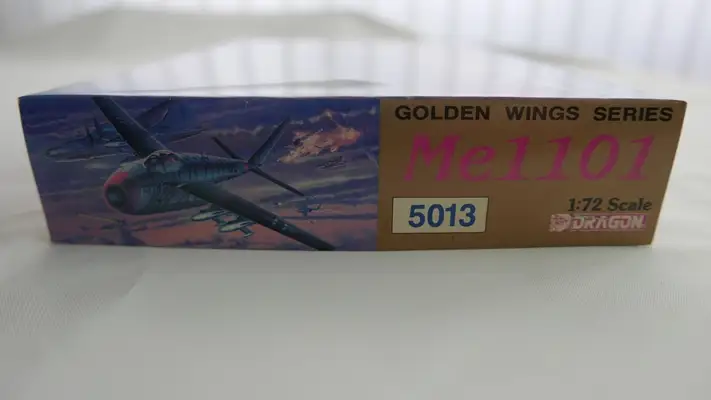 GOLDEN WINGS SERIES
Me1101
5013
1:72 Scale
DRAGON